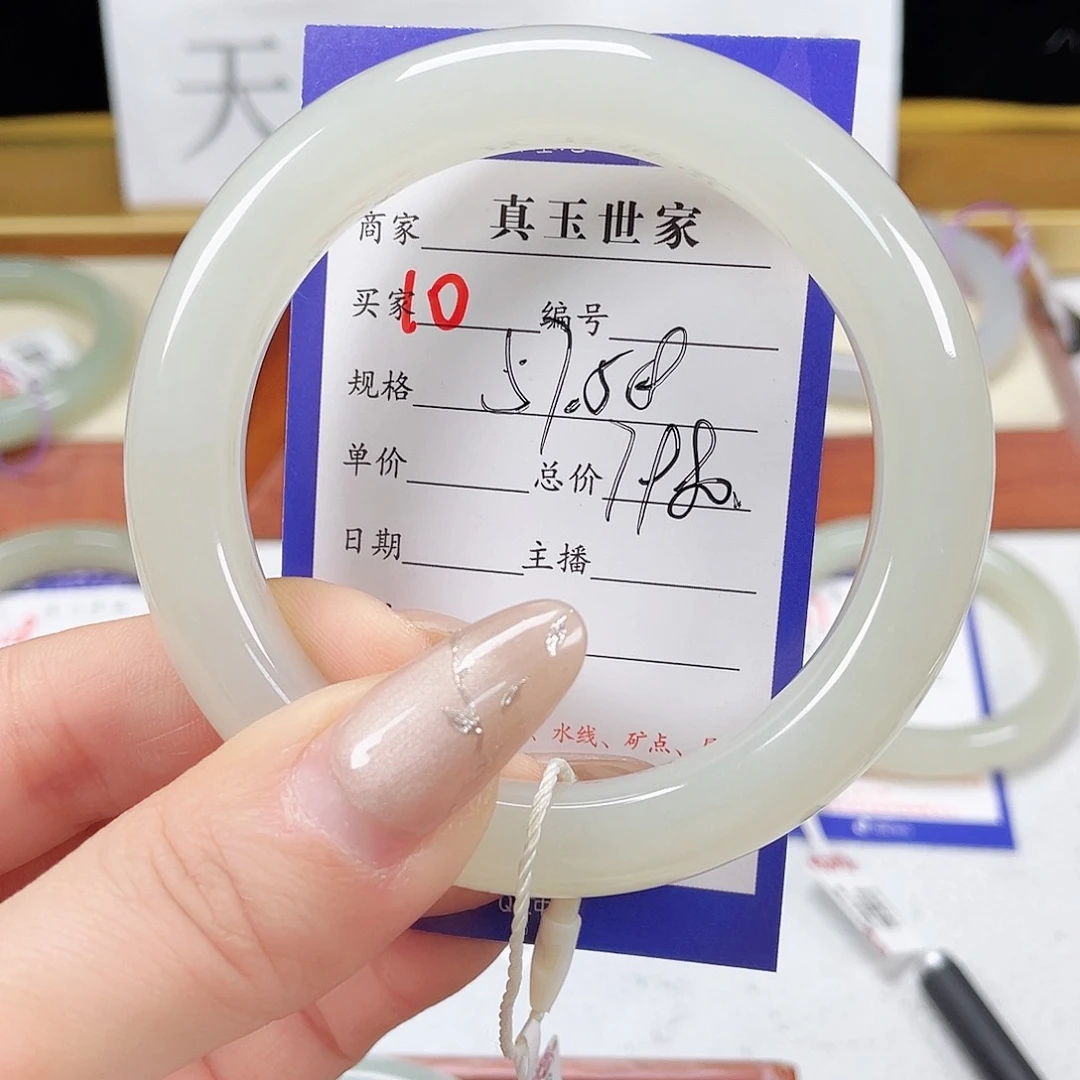 天
商家 真玉世家
买家 10 编号
规格 57.58
单价 总价 798
日期 主播
、水线、矿点、